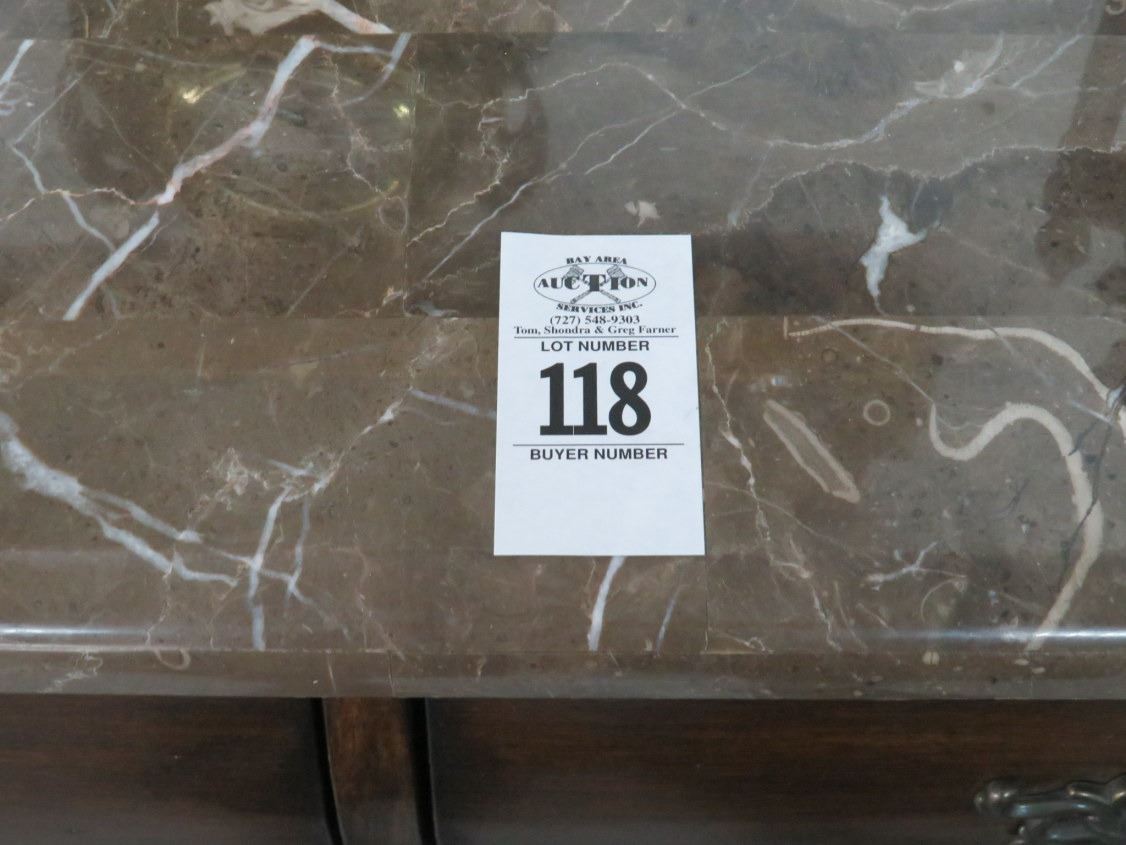 BAY AREA
AUCTION
SERVICES INC.
(727) 548-9303
Tom, Shondra & Greg Farner
LOT NUMBER
118
BUYER NUMBER